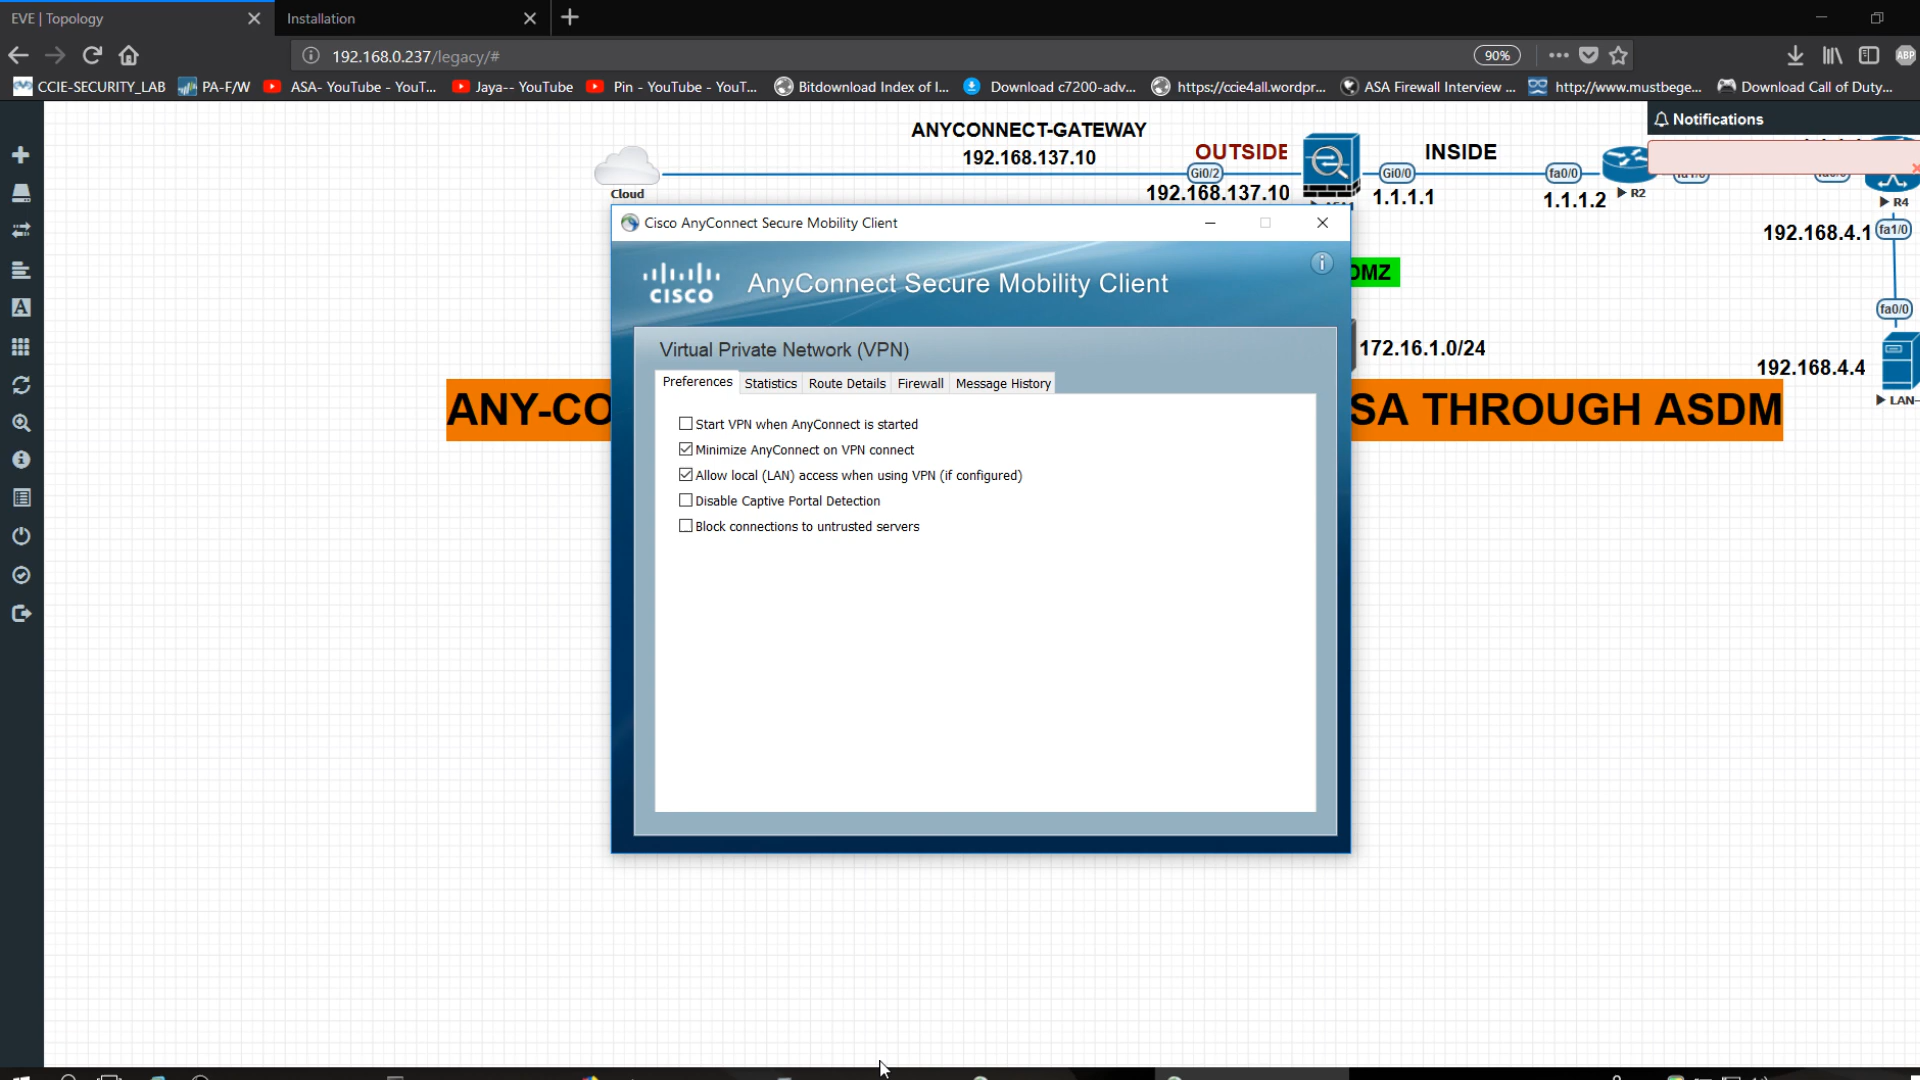 EVE | Topology
Installation
192.168.0.237/legacy/#
90%
ABP
CCIE-SECURITY_LAB
PA-F/W
ASA- YouTube - YouT...
Jaya-- YouTube
Pin - YouTube - YouT...
Bitdownload Index of l...
Download c7200-adv...
https://ccie4all.wordpr...
ASA Firewall Interview ...
http://www.mustbege...
Download Call of Duty...
Notifications
ANYCONNECT-GATEWAY
192.168.137.10
Cloud
OUTSIDE
Gi0/2
192.168.137.10
Gi0/0
INSIDE
1.1.1.1
fa0/0
1.1.1.2
R2
R4
192.168.4.1
fa1/0
fa0/0
192.168.4.4
LAN-
DMZ
172.16.1.0/24
ANY-CO
SA THROUGH ASDM
Cisco AnyConnect Secure Mobility Client
CISCO
AnyConnect Secure Mobility Client
Virtual Private Network (VPN)
Preferences
Statistics
Route Details
Firewall
Message History
Start VPN when AnyConnect is started
Minimize AnyConnect on VPN connect
Allow local (LAN) access when using VPN (if configured)
Disable Captive Portal Detection
Block connections to untrusted servers